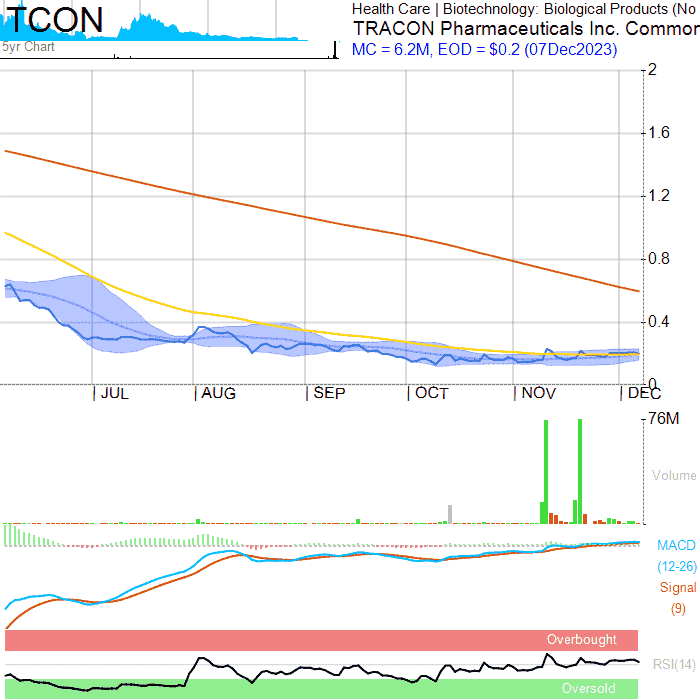 TCON
5yr Chart
Health Care | Biotechnology: Biological Products (No
TRACON Pharmaceuticals Inc. Common
MC = 6.2M, EOD = $0.2 (07Dec2023)
2
1.6
1.2
0.8
0.4
0
JUL AUG SEP OCT NOV DEC
76M
Volume
MACD
(12-26)
Signal
(9)
Overbought
RSI(14)
Oversold